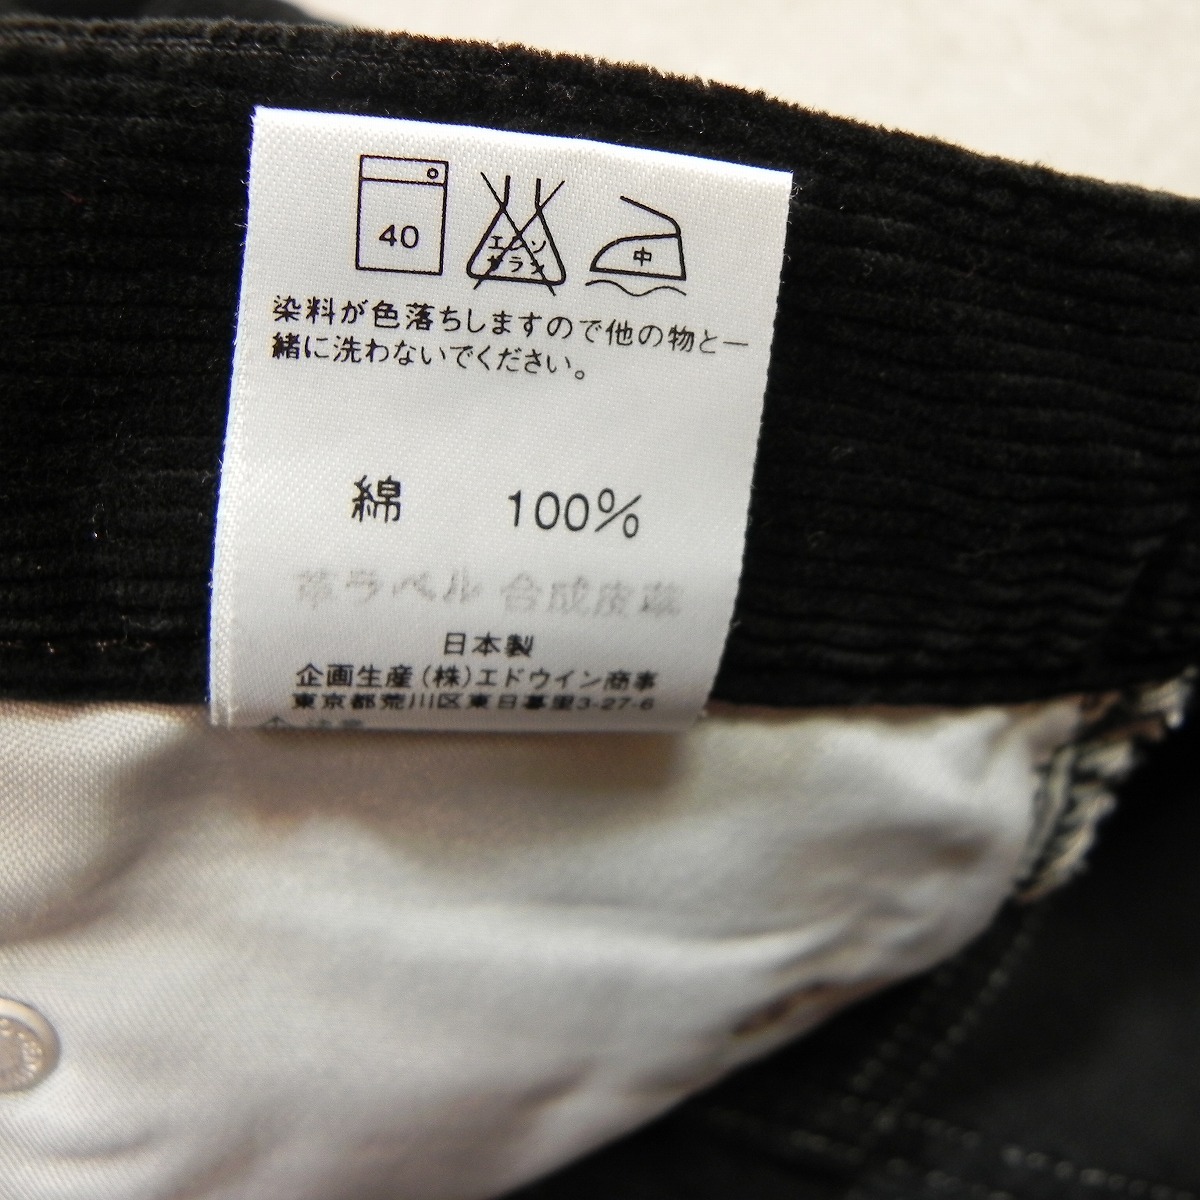 40
エンソ
サラシ
中
染料が色落ちしますので他の物と一
緒に洗わないでください。
綿 100%
革ラベル 合成皮革
日本製
企画生産(株)エドウイン商事
東京都荒川区東日暮里3-27-6